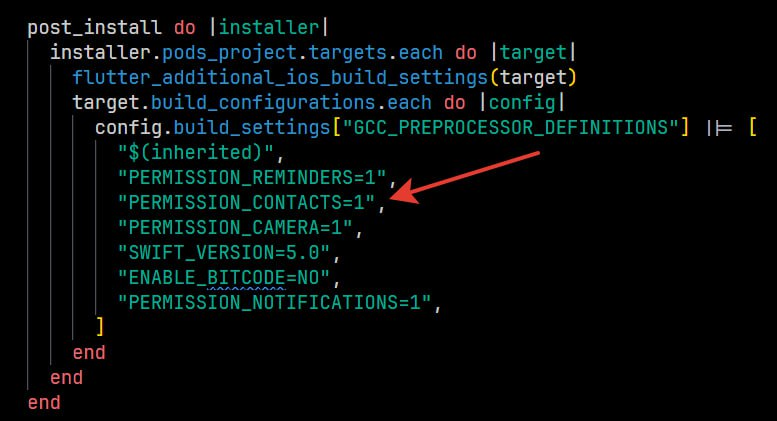 post_install do |installer|
installer.pods_project.targets.each do |target|
flutter_additional_ios_build_settings(target)
target.build_configurations.each do |config|
config.build_settings["GCC_PREPROCESSOR_DEFINITIONS"] ||= [
"$(inherited)",
"PERMISSION_REMINDERS=1",
"PERMISSION_CONTACTS=1",
"PERMISSION_CAMERA=1",
"SWIFT_VERSION=5.0",
"ENABLE_BITCODE=NO",
"PERMISSION_NOTIFICATIONS=1",
]
end
end
end